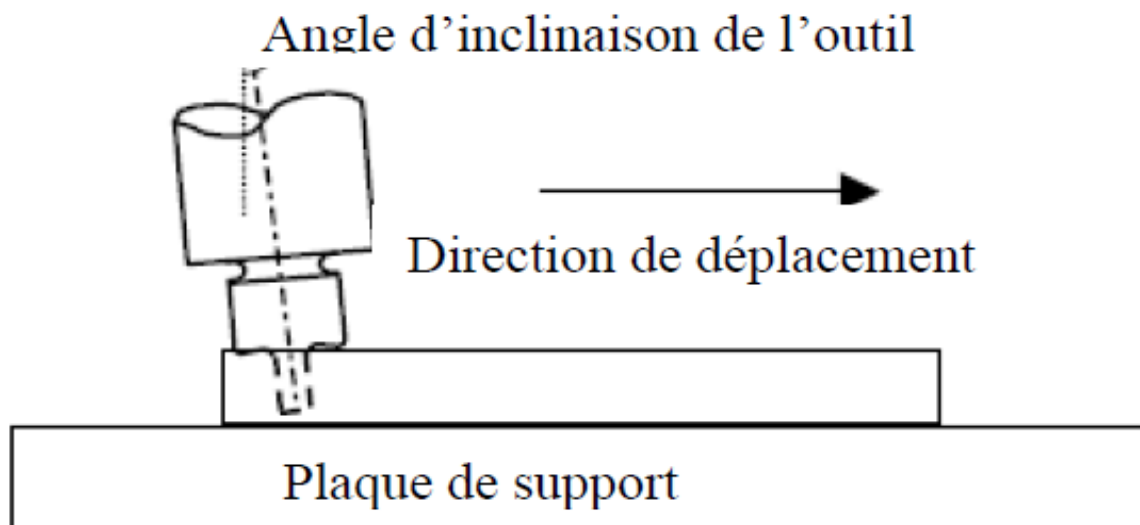 Angle d’inclinaison de l’outil
Direction de déplacement
Plaque de support